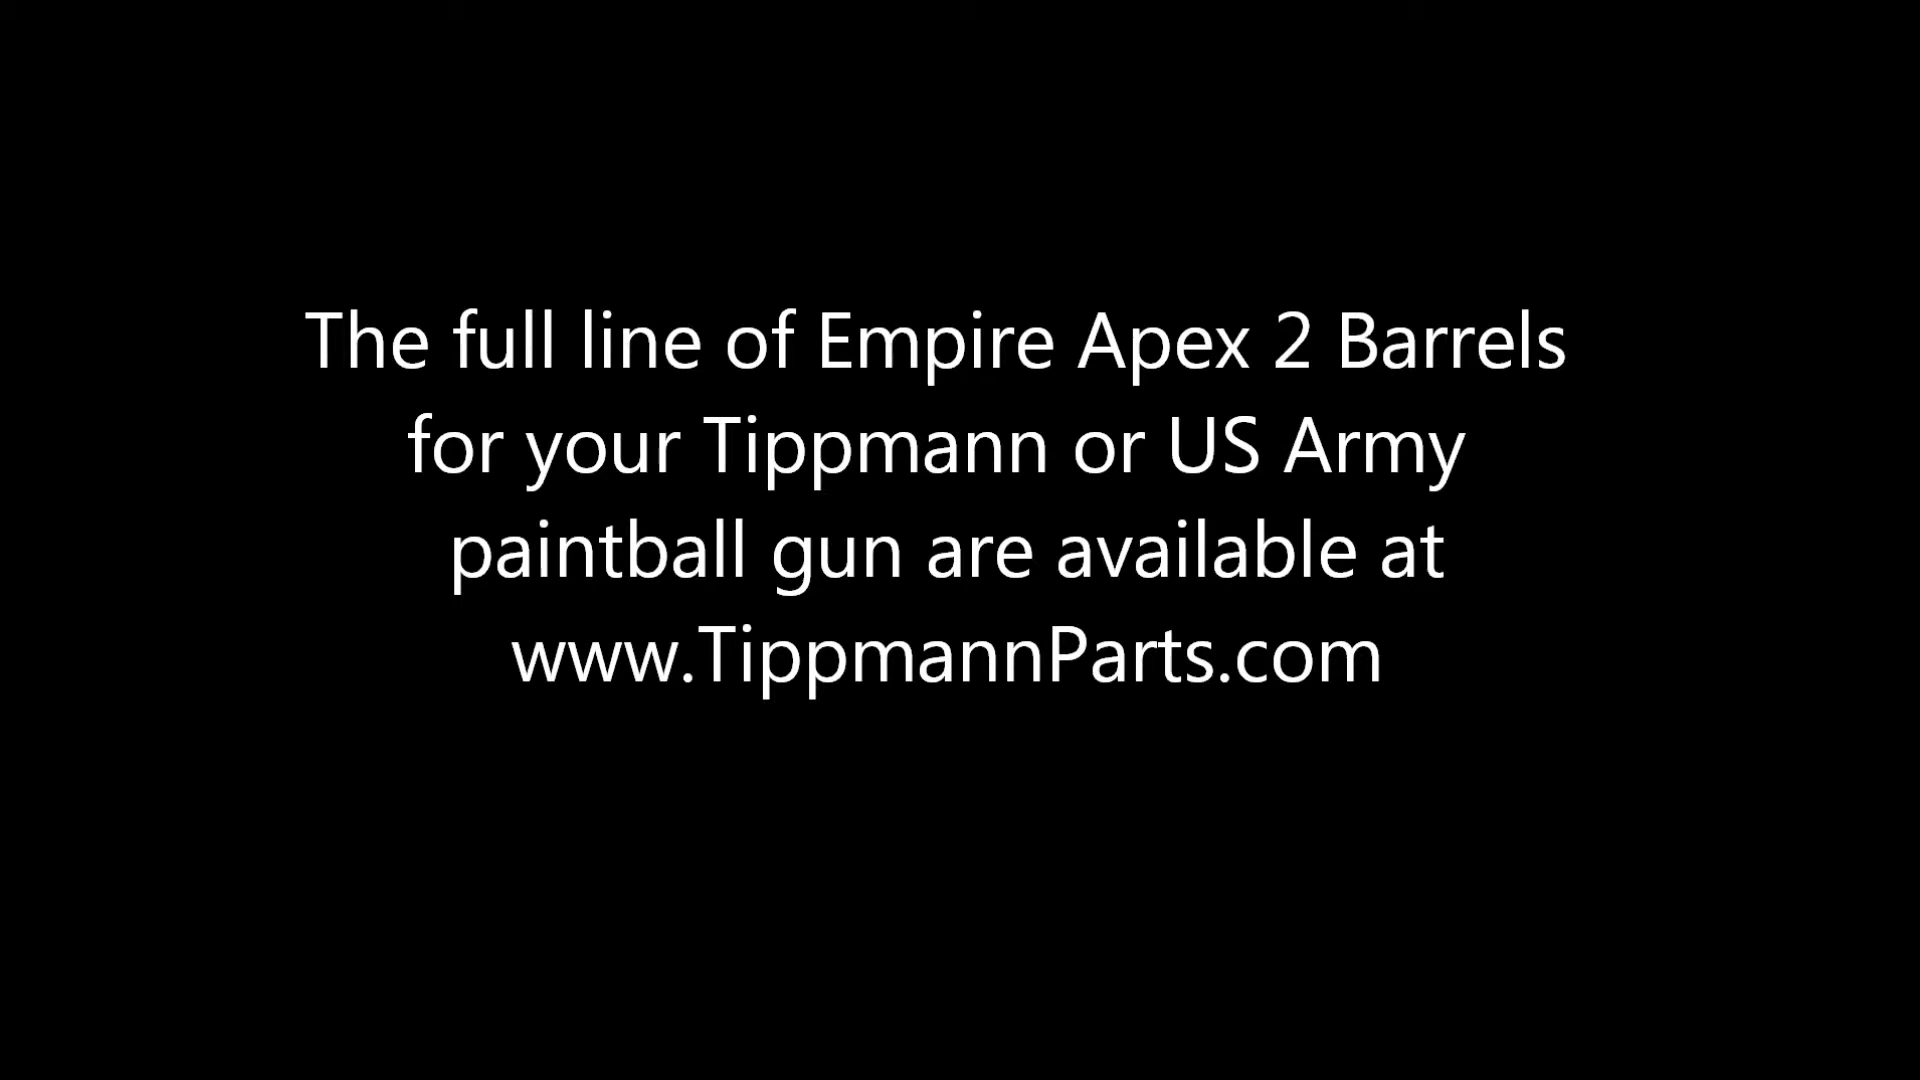 The full line of Empire Apex 2 Barrels
for your Tippmann or US Army
paintball gun are available at
www.TippmannParts.com